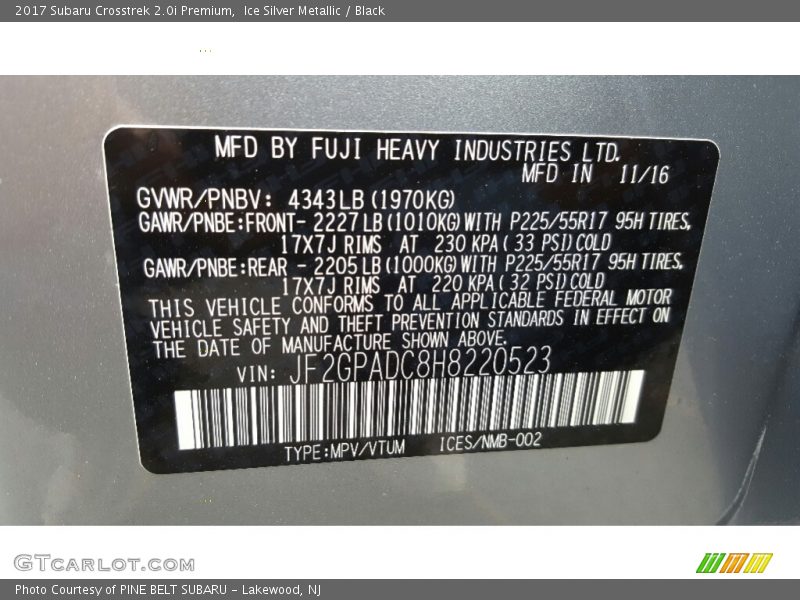 2017 Subaru Crosstrek 2.0i Premium,  Ice Silver Metallic / Black
MFD BY FUJI HEAVY INDUSTRIES LTD.
MFD IN 11/16
GVWR/PNBV: 4343LB (1970KG)
GAWR/PNBE:FRONT- 2227LB (1010KG) WITH P225/55R17 95H TIRES,
17X7J RIMS AT 230 KPA ( 33 PSI) COLD
GAWR/PNBE:REAR - 2205LB (1000KG) WITH P225/55R17 95H TIRES,
17X7J RIMS AT 220 KPA ( 32 PSI) COLD
THIS VEHICLE CONFORMS TO ALL APPLICABLE FEDERAL MOTOR
VEHICLE SAFETY AND THEFT PREVENTION STANDARDS IN EFFECT ON
THE DATE OF MANUFACTURE SHOWN ABOVE.
VIN: JF2GPADC8H8220523
TYPE:MPV/VTUM ICES/NMB-002
GTCARLOT.COM
Photo Courtesy of PINE BELT SUBARU – Lakewood, NJ